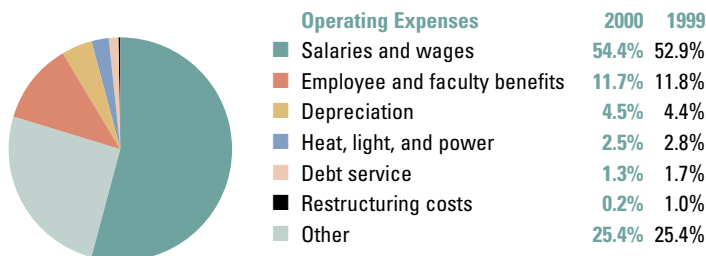 Operating Expenses 2000 1999
Salaries and wages 54.4% 52.9%
Employee and faculty benefits 11.7% 11.8%
Depreciation 4.5% 4.4%
Heat, light, and power 2.5% 2.8%
Debt service 1.3% 1.7%
Restructuring costs 0.2% 1.0%
Other 25.4% 25.4%